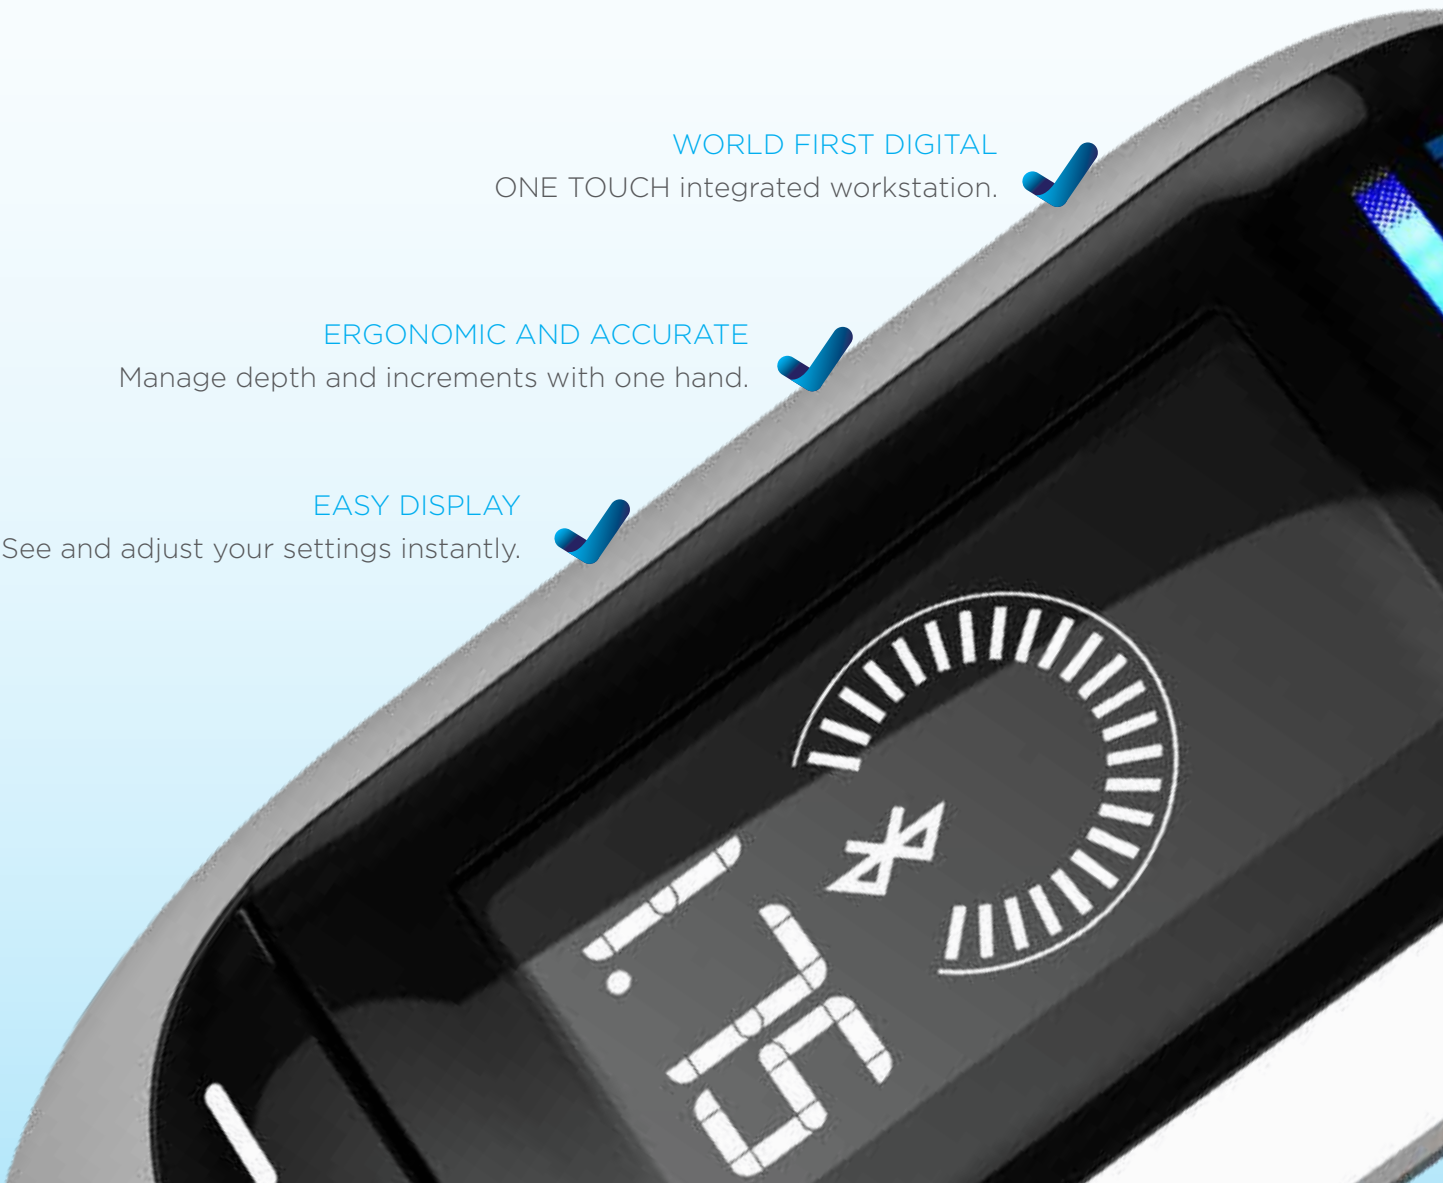 WORLD FIRST DIGITAL
ONE TOUCH integrated workstation.
ERGONOMIC AND ACCURATE
Manage depth and increments with one hand.
EASY DISPLAY
See and adjust your settings instantly.
1.75